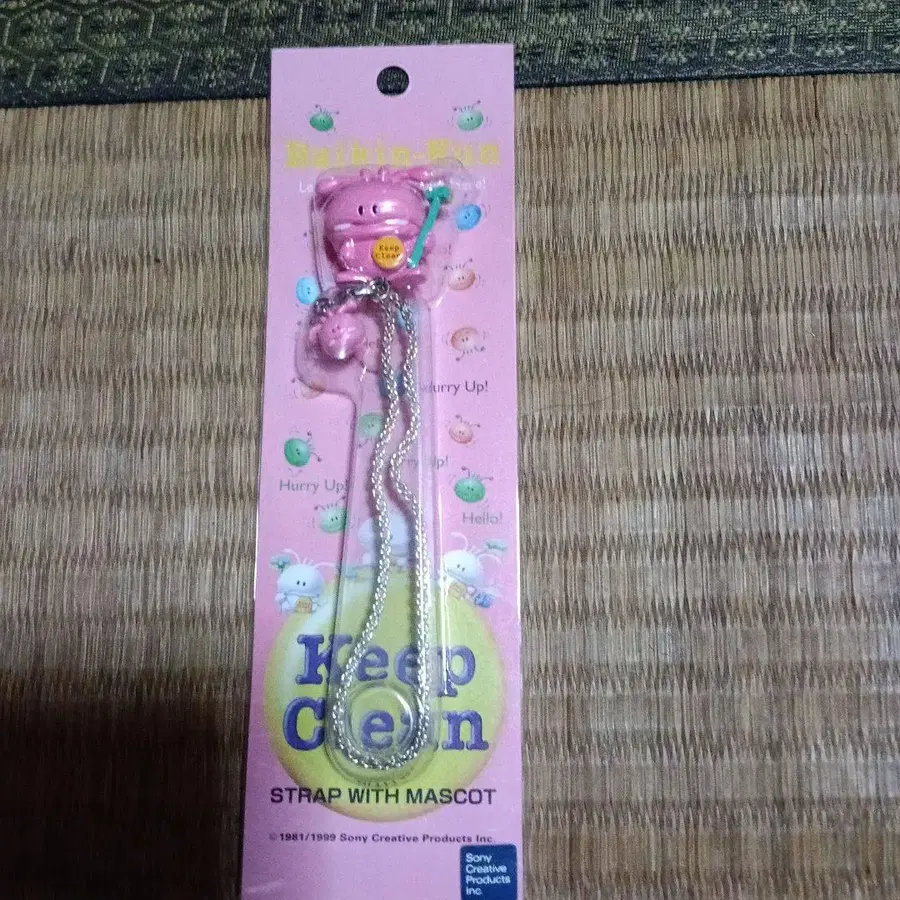 Baikin-Kun
Here!
Keep
Clean
Hurry Up!
Hurry Up!
Hello!
Keep
Clean
STRAP WITH MASCOT
©1981/1999 Sony Creative Products Inc.
Sony
Creative
Products
Inc.